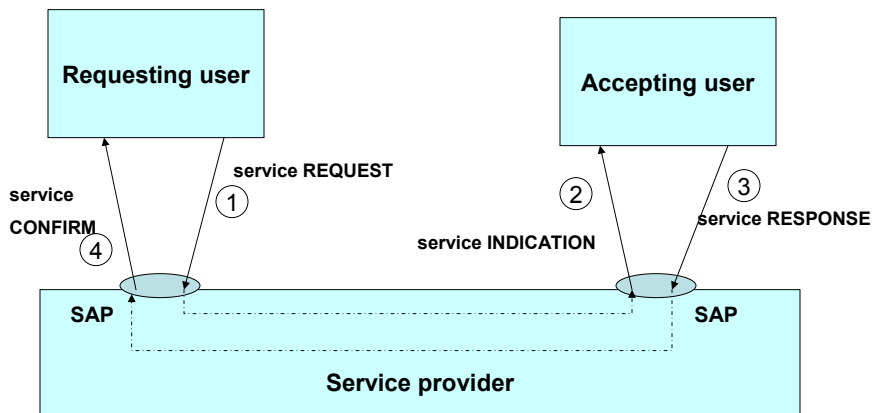 Requesting user
Accepting user
service REQUEST
1
service
CONFIRM
4
2
service INDICATION
3
service RESPONSE
SAP
SAP
Service provider